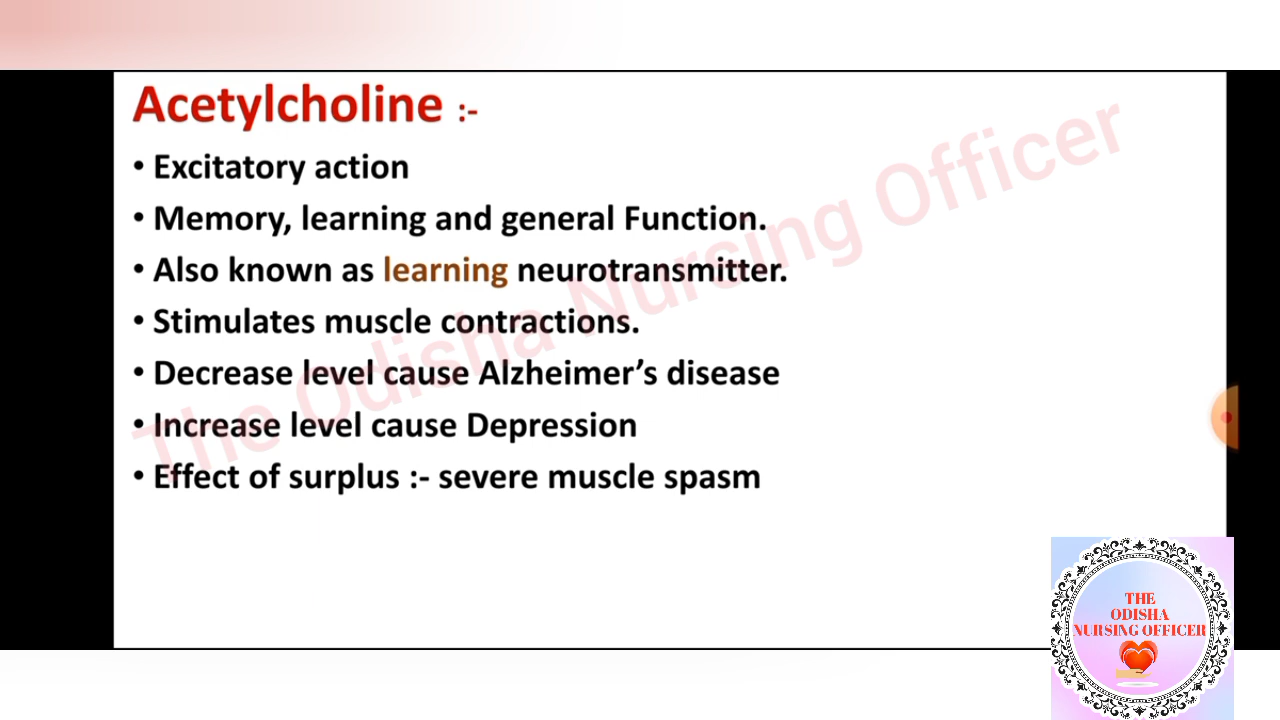 Acetylcholine :-
• Excitatory action
• Memory, learning and general Function.
• Also known as learning neurotransmitter.
• Stimulates muscle contractions.
• Decrease level cause Alzheimer’s disease
• Increase level cause Depression
• Effect of surplus :- severe muscle spasm
The Odisha Nursing Officer
THE
ODISHA
NURSING OFFICER